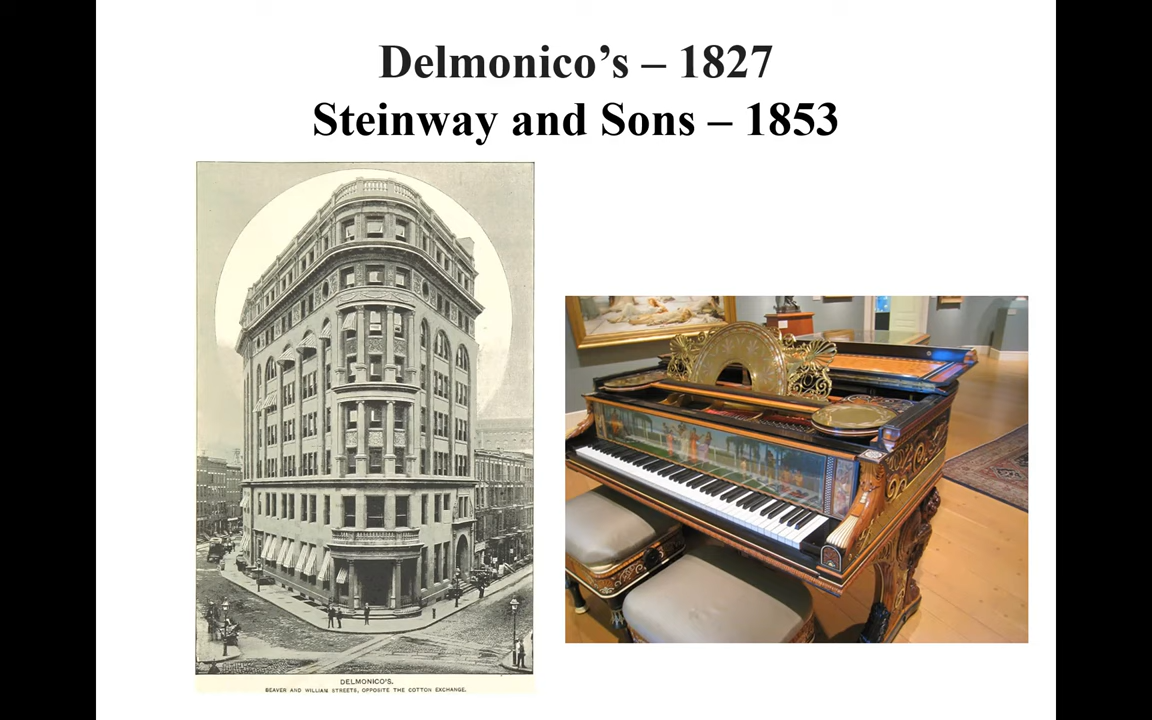 Delmonico’s – 1827
Steinway and Sons – 1853
DELMONICO'S.
BEAVER AND WILLIAM STREETS, OPPOSITE THE COTTON EXCHANGE.